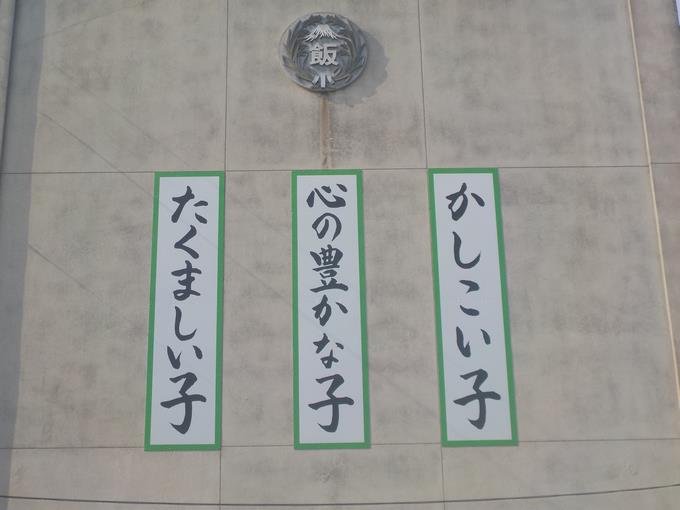 飯小
かしこい子
心の豊かな子
たくましい子